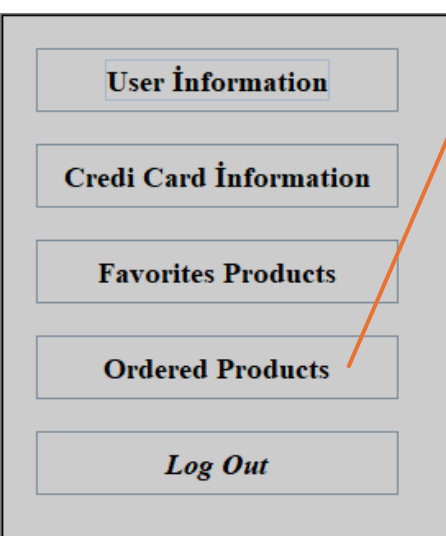 User İnformation
Credi Card İnformation
Favorites Products
Ordered Products
Log Out